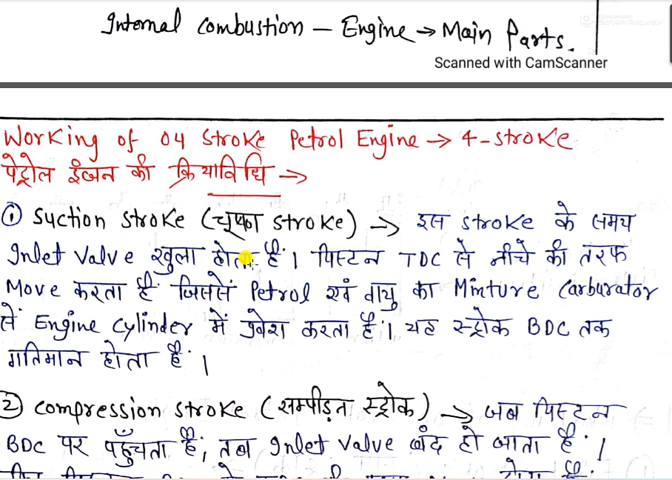 Internal Combustion – Engine → Main Parts.
Scanned with CamScanner
Working of 04 Stroke Petrol Engine → 4-stroke
पेट्रोल इंजन की क्रियाविधि →
① Suction Stroke (चूषण Stroke) → इस Stroke के समय
Inlet Valve खुला होता है। पिस्टन TDC से नीचे की तरफ
Move करता है जिससें Petrol एवं वायु का Minture Carburator
से Engine Cylinder में प्रवेश करता है। यह स्ट्रोक BDC तक
गतिमान होता है।
② Compression Stroke (सम्पीड़न स्ट्रोक) → जब पिस्टन
BDC पर पहुँचता है, तब Inlet Valve बंद हो जाता है।